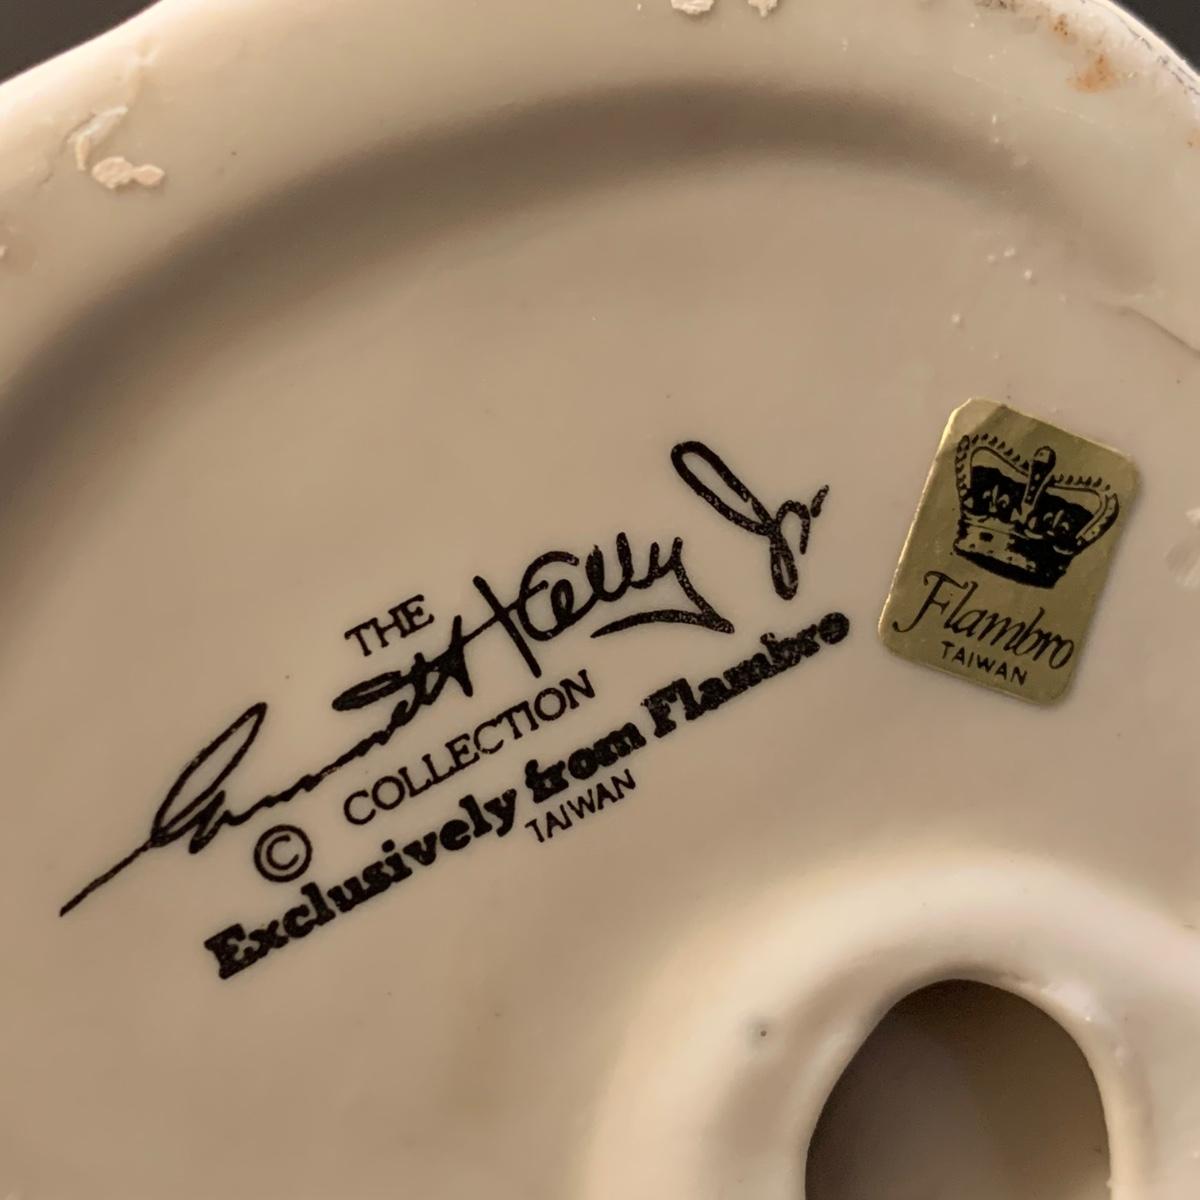 THE
Emmett Kelly Jr.
© COLLECTION
Exclusively from Flambro
TAIWAN
Flambro
TAIWAN